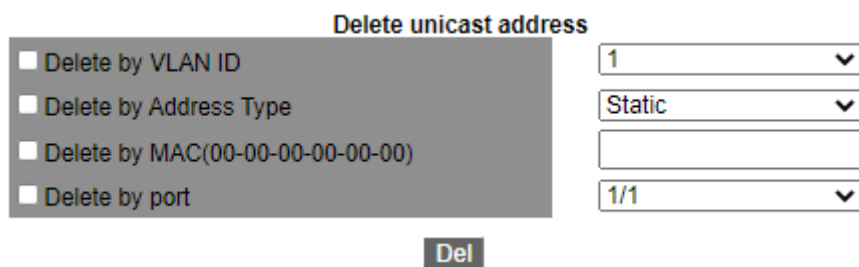 Delete unicast address
Delete by VLAN ID 1
Delete by Address Type Static
Delete by MAC(00-00-00-00-00-00)
Delete by port 1/1
Del